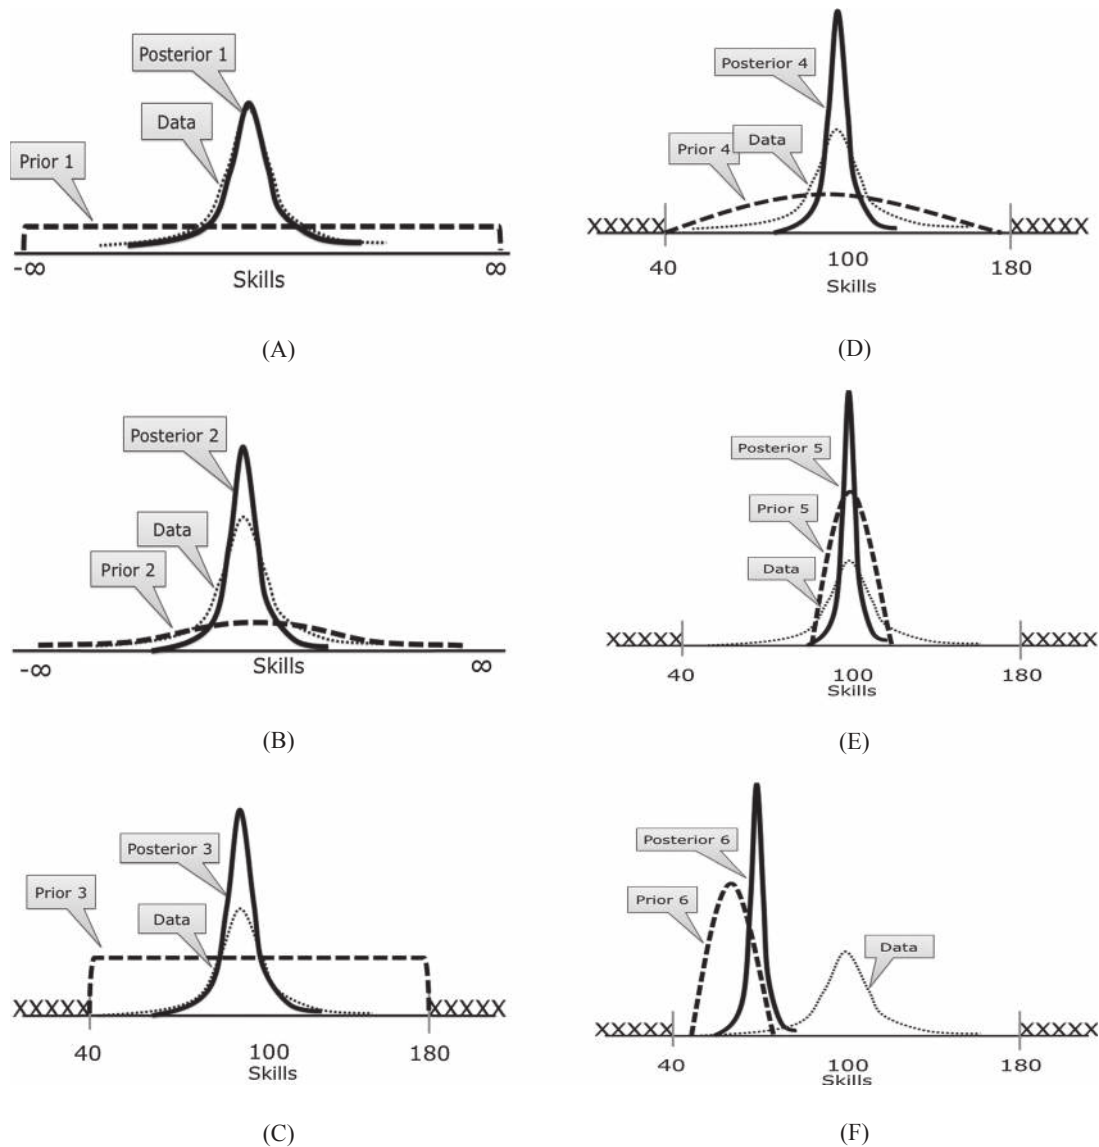 Posterior 1
Data
Prior 1
-∞
∞
Skills
(A)
Posterior 2
Data
Prior 2
-∞
Skills
∞
(B)
Posterior 3
Prior 3
Data
XXXXX
XXXXX
40
100
180
Skills
(C)
Posterior 4
Prior 4
Data
XXXXX
XXXXX
40
100
180
Skills
(D)
Posterior 5
Prior 5
Data
XXXXX
XXXXX
40
100
180
Skills
(E)
Posterior 6
Prior 6
Data
XXXXX
XXXXX
40
100
180
Skills
(F)